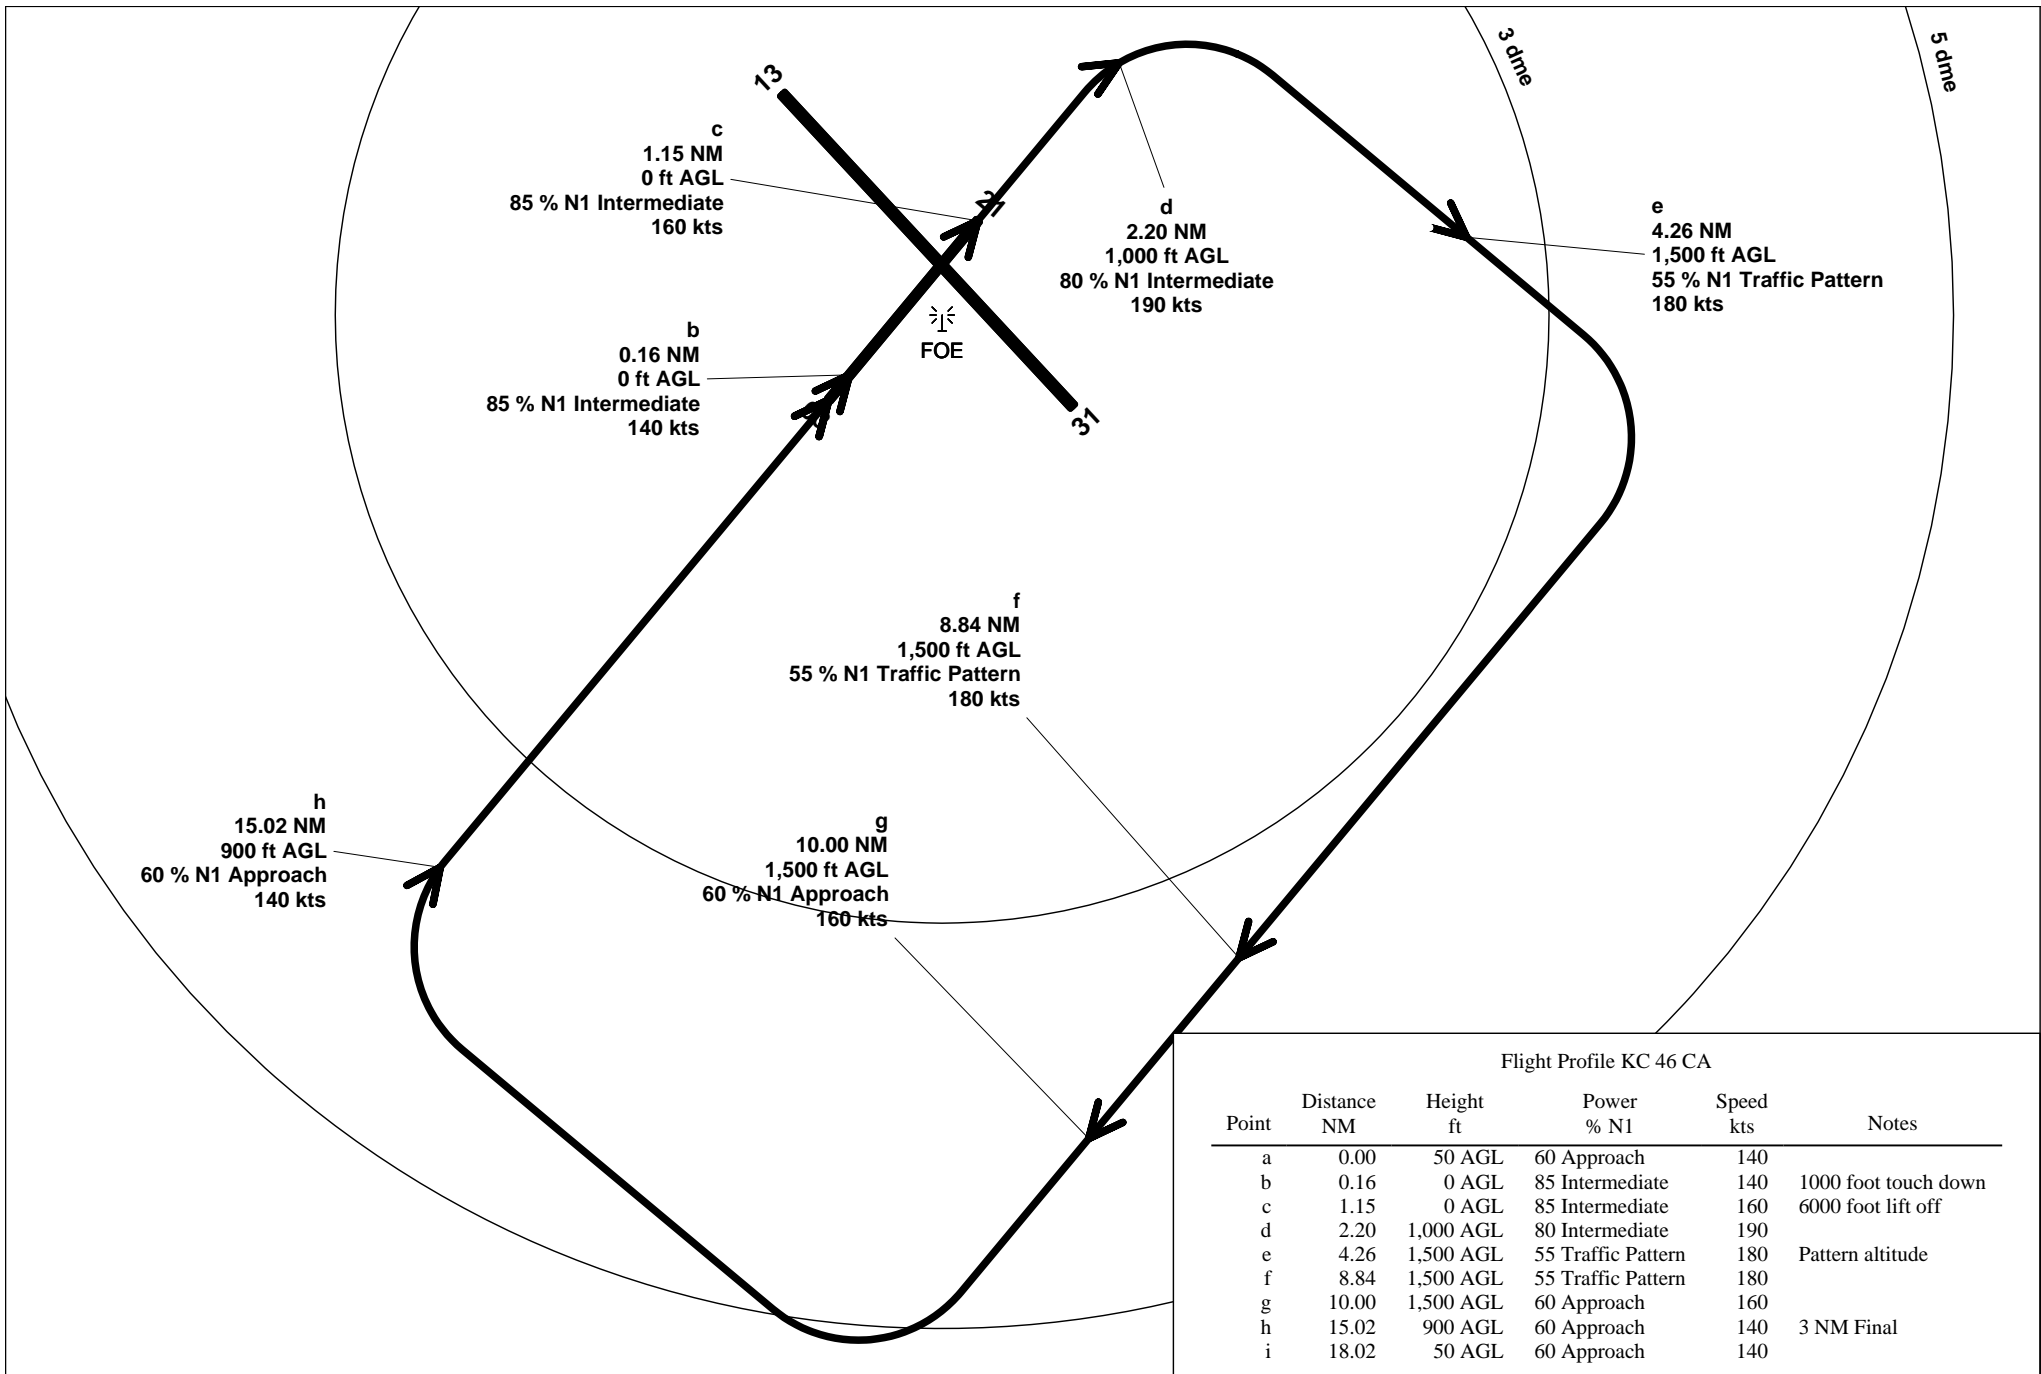 3 dme
5 dme
13
c
1.15 NM
0 ft AGL
85 % N1 Intermediate
160 kts
21
d
2.20 NM
1,000 ft AGL
80 % N1 Intermediate
190 kts
e
4.26 NM
1,500 ft AGL
55 % N1 Traffic Pattern
180 kts
FOE
b
0.16 NM
0 ft AGL
85 % N1 Intermediate
140 kts
31
f
8.84 NM
1,500 ft AGL
55 % N1 Traffic Pattern
180 kts
h
15.02 NM
900 ft AGL
60 % N1 Approach
140 kts
g
10.00 NM
1,500 ft AGL
60 % N1 Approach
160 kts
Flight Profile KC 46 CA
Distance Height Power Speed
Point NM ft % N1 kts Notes
a 0.00 50 AGL 60 Approach 140
b 0.16 0 AGL 85 Intermediate 140 1000 foot touch down
c 1.15 0 AGL 85 Intermediate 160 6000 foot lift off
d 2.20 1,000 AGL 80 Intermediate 190
e 4.26 1,500 AGL 55 Traffic Pattern 180 Pattern altitude
f 8.84 1,500 AGL 55 Traffic Pattern 180
g 10.00 1,500 AGL 60 Approach 160
h 15.02 900 AGL 60 Approach 140 3 NM Final
i 18.02 50 AGL 60 Approach 140